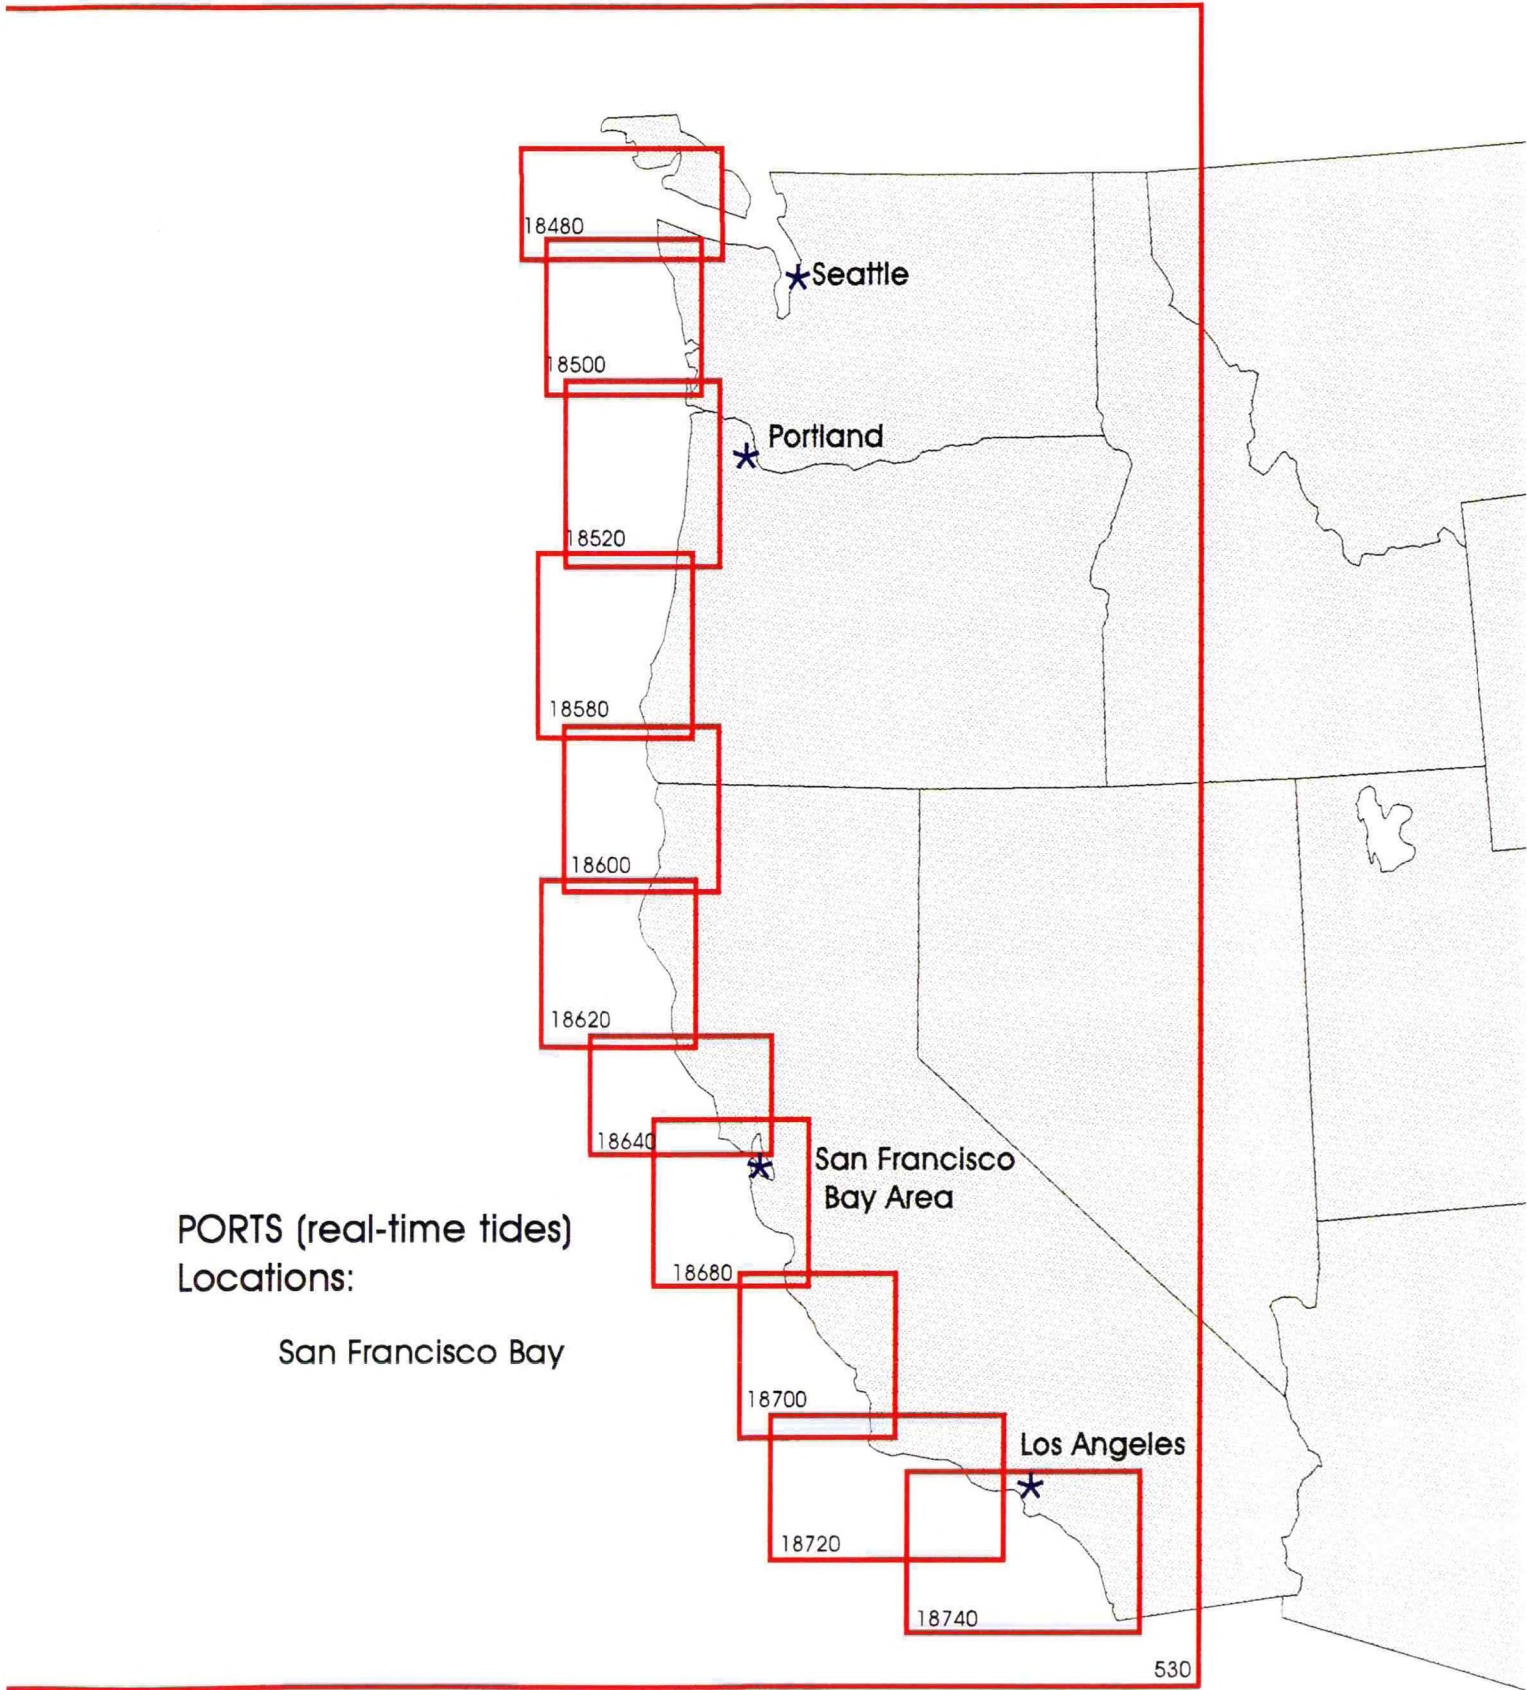 18480
Seattle
18500
Portland
18520
18580
18600
18620
18640
San Francisco
Bay Area
PORTS (real-time tides)
Locations:
18680
San Francisco Bay
18700
Los Angeles
18720
18740
530